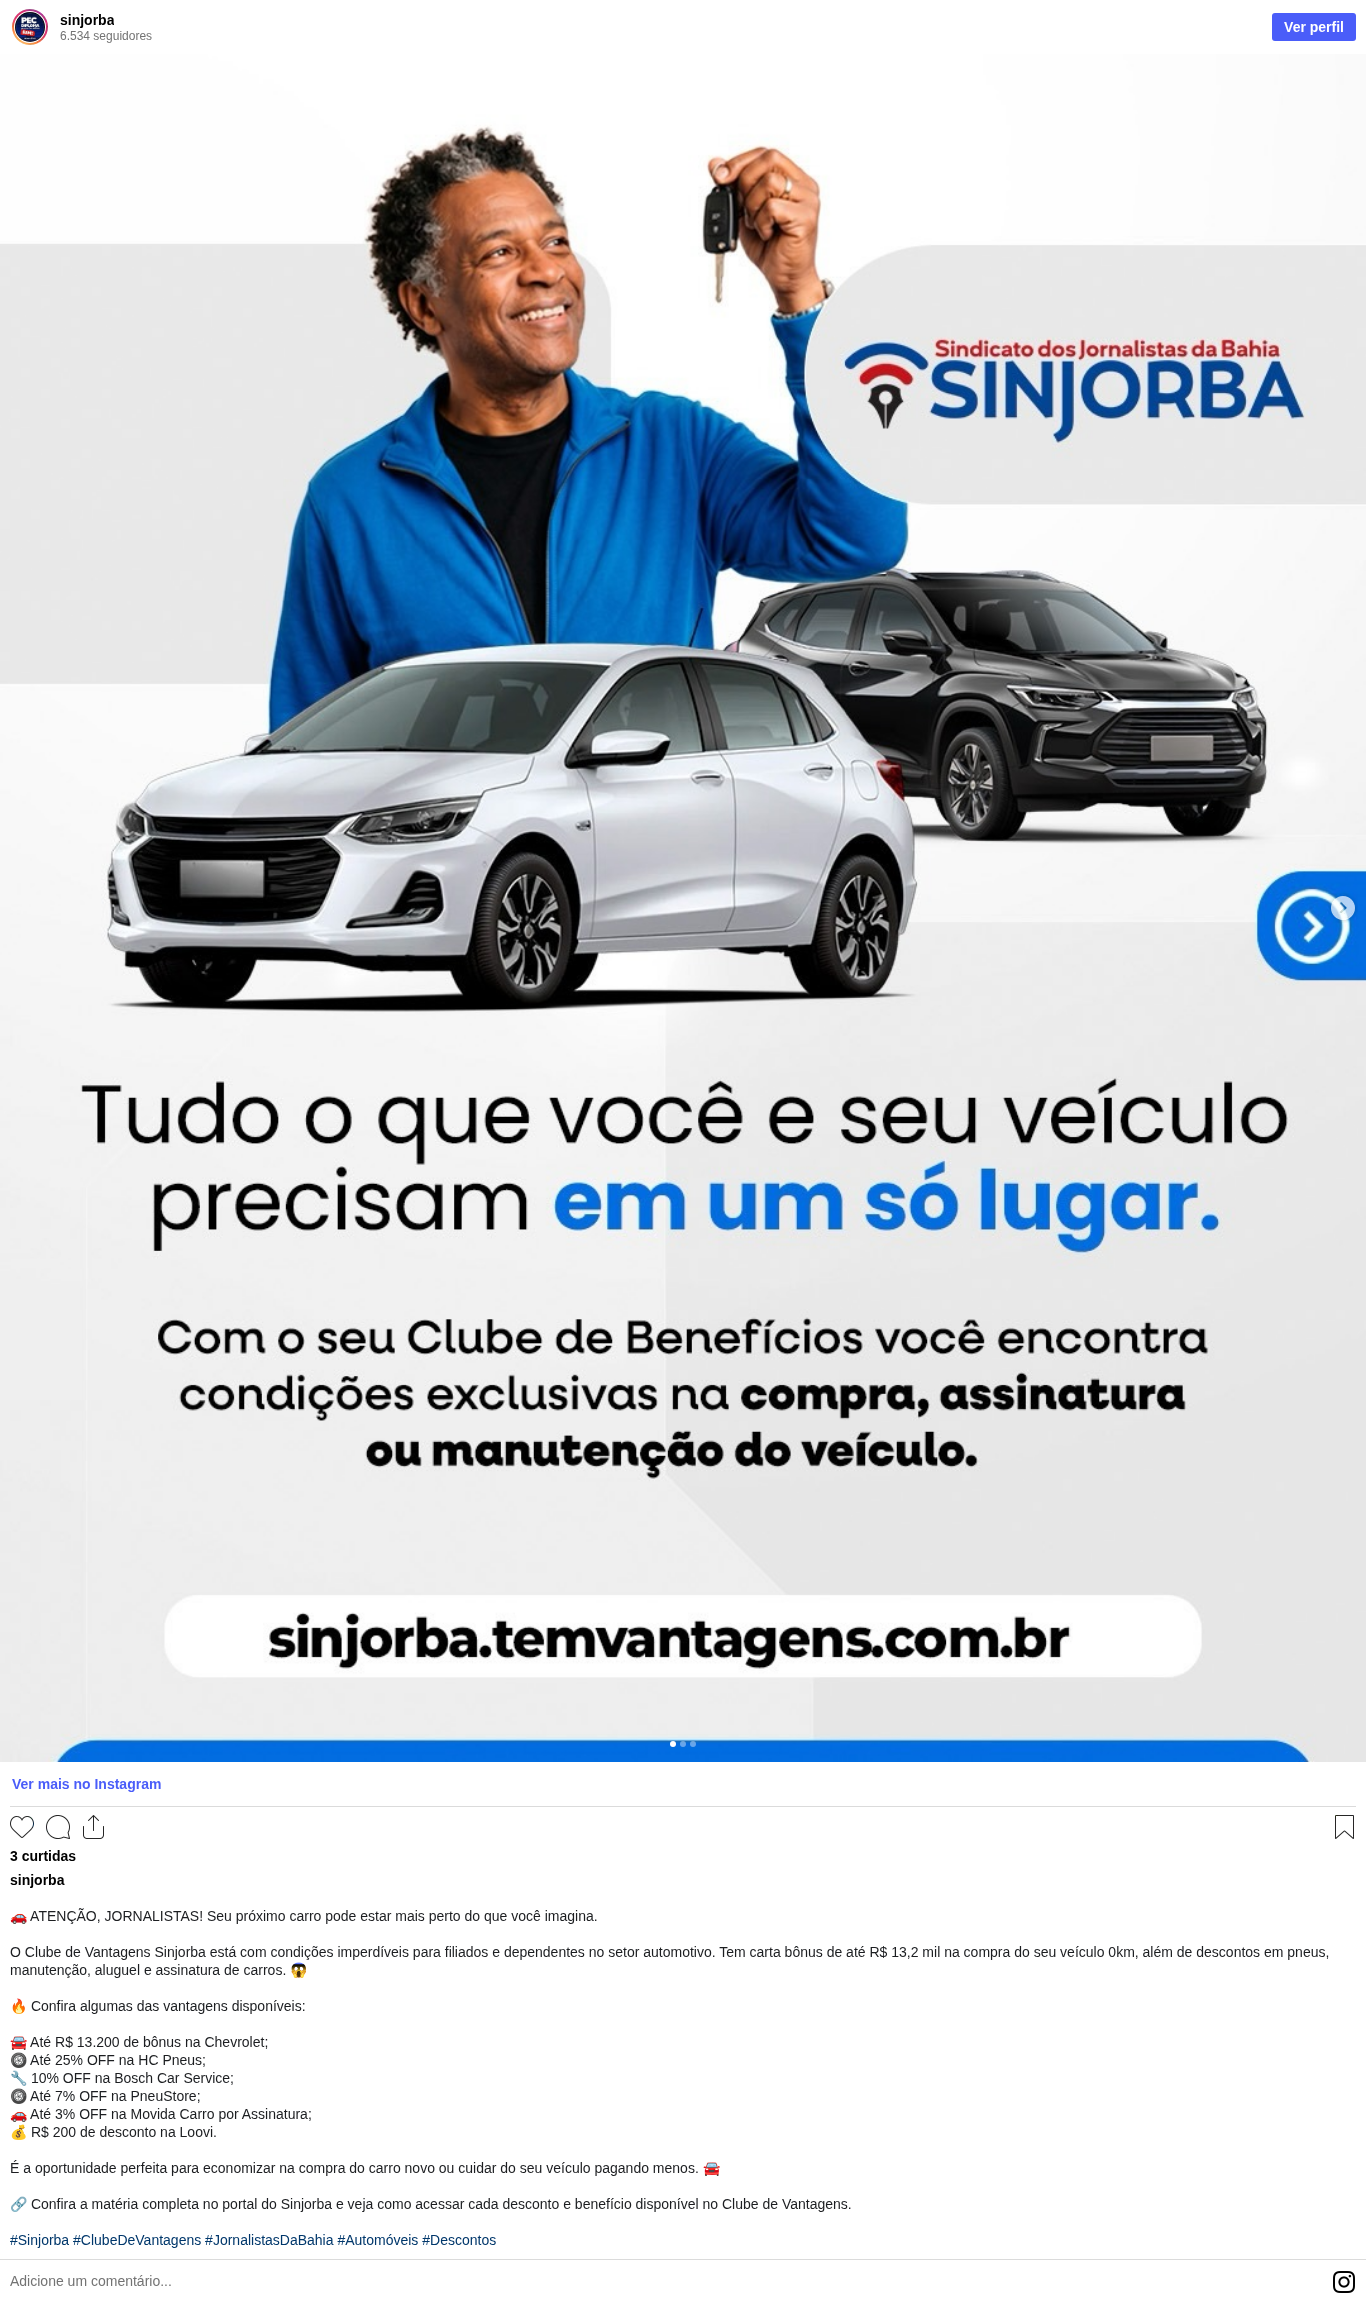 sinjorba
6.534 seguidores
Ver perfil
Sindicato dos Jornalistas da Bahia
SINJORBA
Tudo o que você e seu veículo
precisam em um só lugar.
Com o seu Clube de Benefícios você encontra
condições exclusivas na compra, assinatura
ou manutenção do veículo.
sinjorba.temvantagens.com.br
Ver mais no Instagram
3 curtidas
sinjorba
🚗 ATENÇÃO, JORNALISTAS! Seu próximo carro pode estar mais perto do que você imagina.
O Clube de Vantagens Sinjorba está com condições imperdíveis para filiados e dependentes no setor automotivo. Tem carta bônus de até R$ 13,2 mil na compra do seu veículo 0km, além de descontos em pneus,
manutenção, aluguel e assinatura de carros. 😱
🔥 Confira algumas das vantagens disponíveis:
🚘 Até R$ 13.200 de bônus na Chevrolet;
🛞 Até 25% OFF na HC Pneus;
🔧 10% OFF na Bosch Car Service;
🛞 Até 7% OFF na PneuStore;
🚗 Até 3% OFF na Movida Carro por Assinatura;
💰 R$ 200 de desconto na Loovi.
É a oportunidade perfeita para economizar na compra do carro novo ou cuidar do seu veículo pagando menos. 🚘
🔗 Confira a matéria completa no portal do Sinjorba e veja como acessar cada desconto e benefício disponível no Clube de Vantagens.
#Sinjorba #ClubeDeVantagens #JornalistasDaBahia #Automóveis #Descontos
Adicione um comentário...